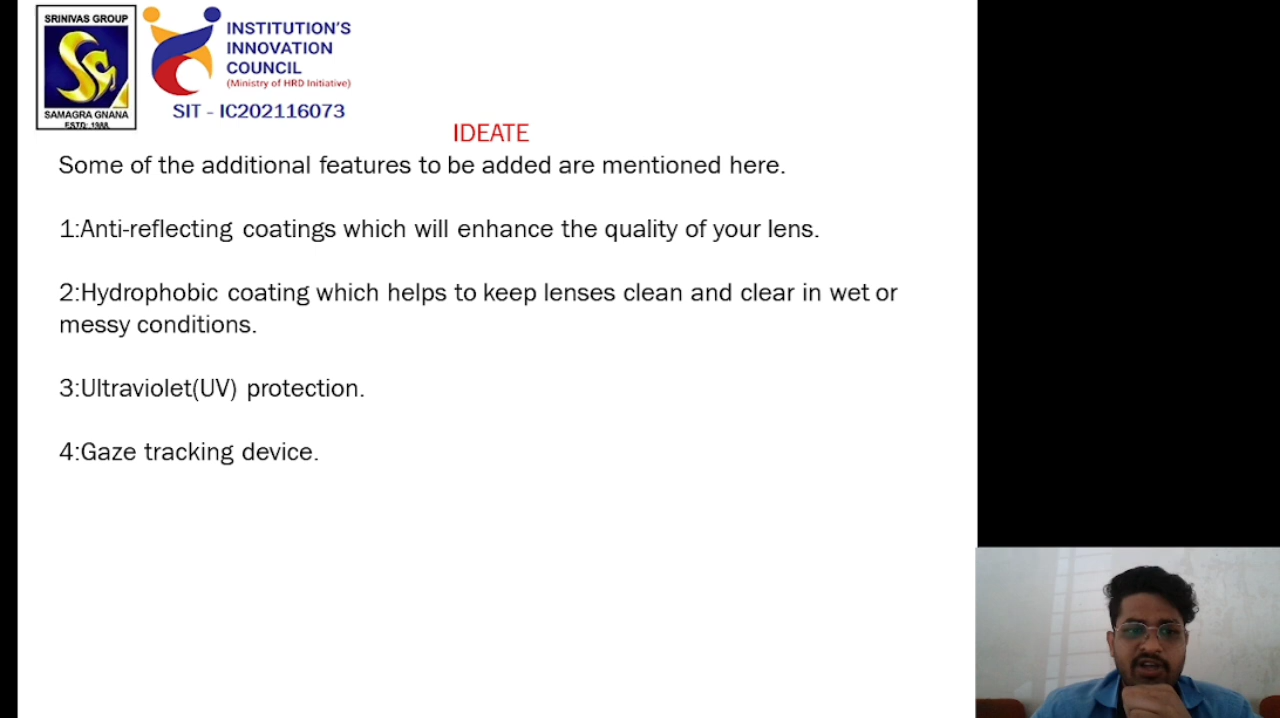 SRINIVAS GROUP
SAMAGRA GNANA
ESTD: 1988.
INSTITUTION'S
INNOVATION
COUNCIL
(Ministry of HRD Initiative)
SIT - IC202116073
IDEATE
Some of the additional features to be added are mentioned here.
1:Anti-reflecting coatings which will enhance the quality of your lens.
2:Hydrophobic coating which helps to keep lenses clean and clear in wet or
messy conditions.
3:Ultraviolet(UV) protection.
4:Gaze tracking device.